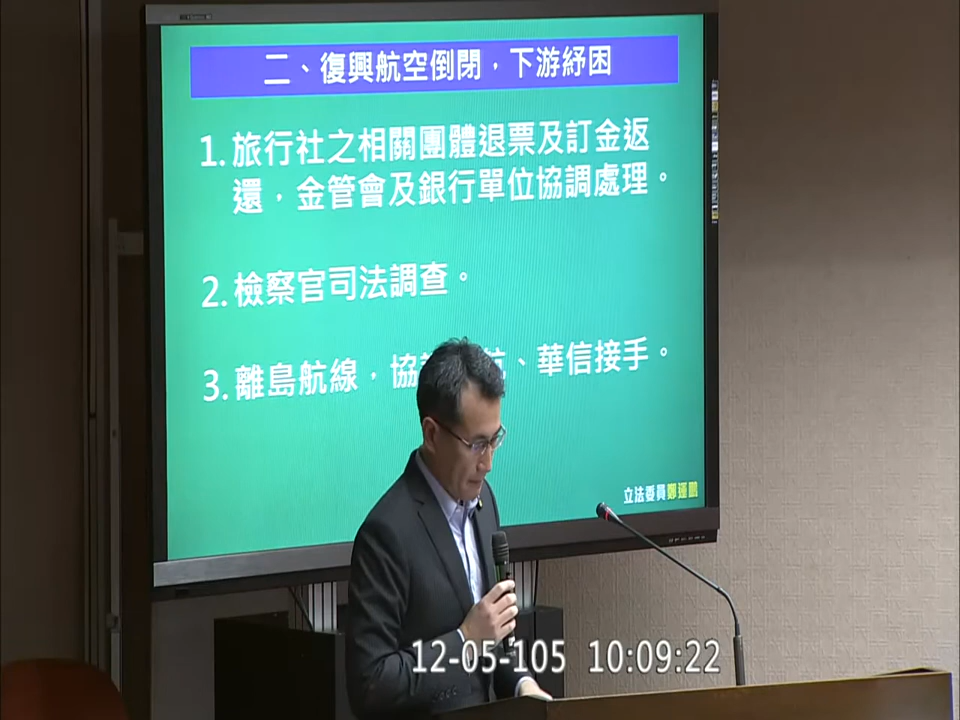 二、復興航空倒閉，下游紓困
1. 旅行社之相關團體退票及訂金返
還，金管會及銀行單位協調處理。
2. 檢察官司法調查。
3. 離島航線，協 、華信接手。
立法委員鄭運鵬
12-05-105 10:09:22